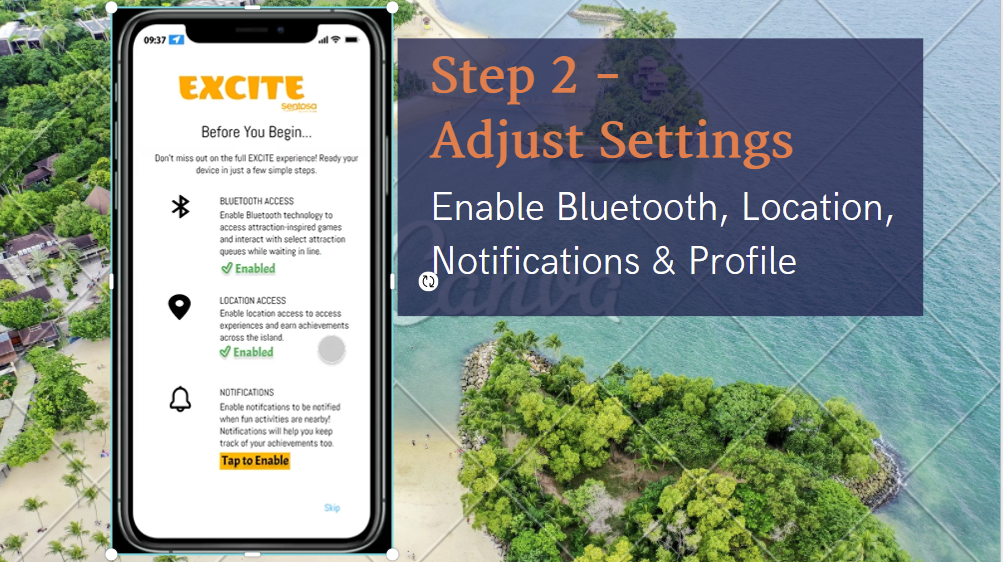 09:37
EXCITE
sentosa
Before You Begin...
Don't miss out on the full EXCITE experience! Ready your
device in just a few simple steps.
BLUETOOTH ACCESS
Enable Bluetooth technology to
access attraction-inspired games
and interact with select attraction
queues while waiting in line.
Enabled
LOCATION ACCESS
Enable location access to access
experiences and earn achievements
across the island.
Enabled
NOTIFICATIONS
Enable notifcations to be notified
when fun activities are nearby!
Notifications will help you keep
track of your achievements too.
Tap to Enable
Skip
Step 2 -
Adjust Settings
Enable Bluetooth, Location,
Notifications & Profile
Canva